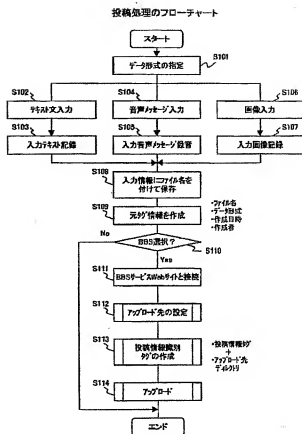 投稿処理のフローチャート
スタート
S101
データ形式の指定
S102 S104 S106
テキスト文入力 音声メッセージ入力 画像入力
S103 S105 S107
入力テキスト記録 入力音声メッセージ録音 入力画像記録
S108
入力情報にファイル名を
付けて保存
S109
元タグ情報を作成
・ファイル名
・データ形式
・作成日時
・作成者
No
BBS選択?
S110
Yes
S111
BBSサービスWebサイトと接続
S112
アップロード先の設定
S113
投稿情報識別
タグの作成
・投稿情報タグ
+
・アップロード先
ディレクトリ
S114
アップロード
エンド